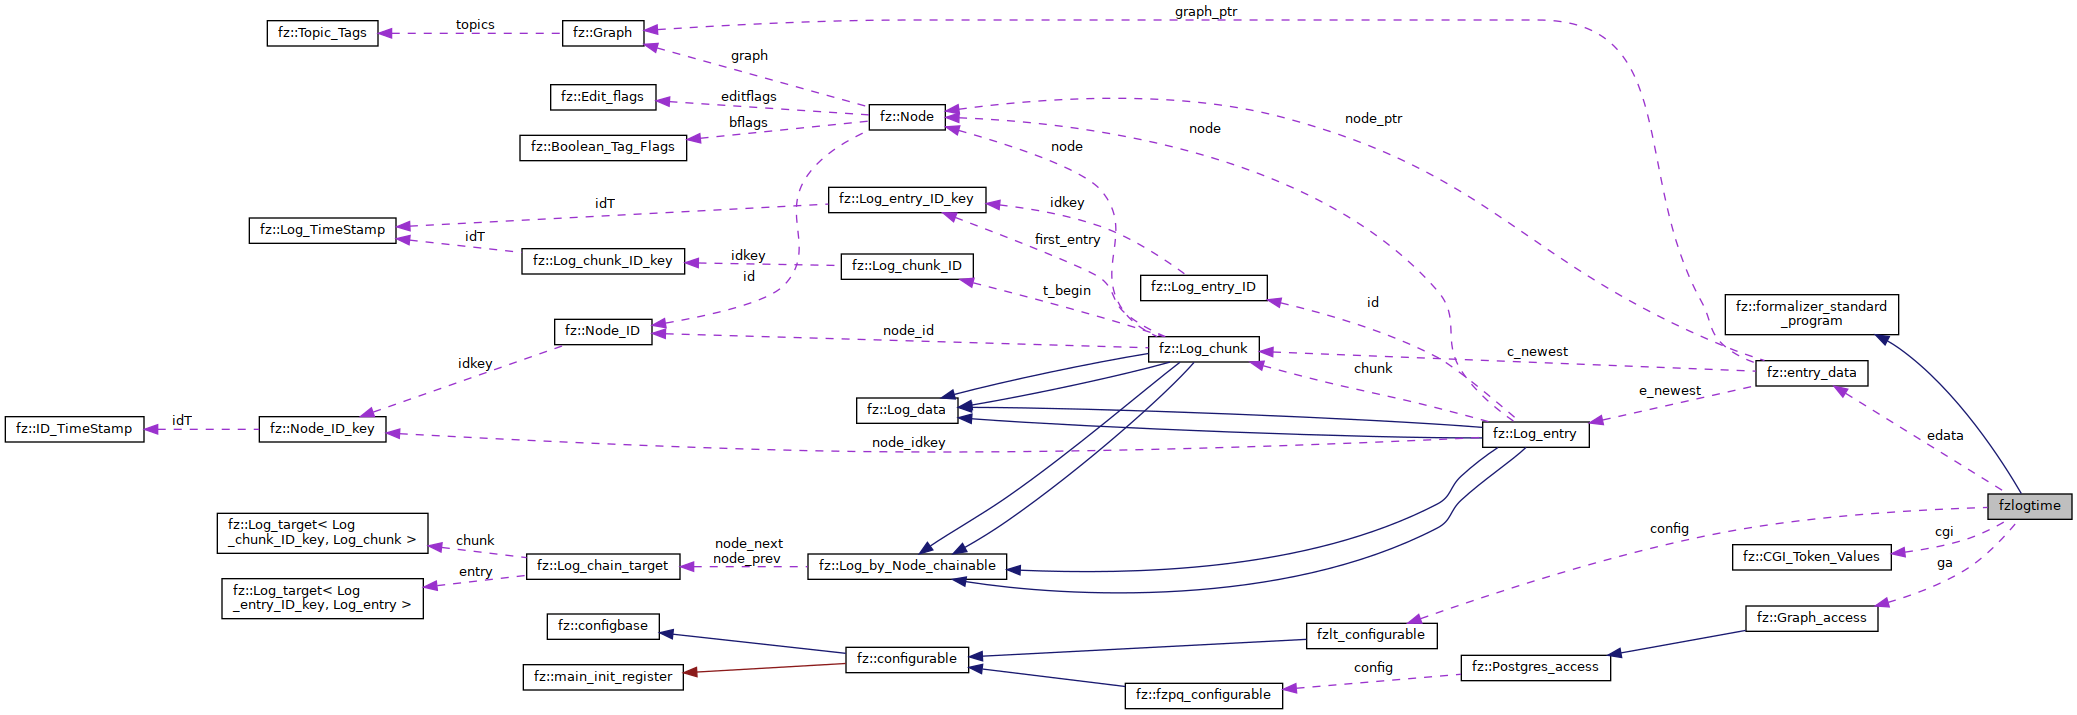 graph_ptr
topics
fz::Topic_Tags
fz::Graph
graph
fz::Edit_flags
editflags
fz::Node
node_ptr
bflags
node
fz::Boolean_Tag_Flags
node
fz::Log_entry_ID_key
idT
idkey
fz::Log_TimeStamp
idT
first_entry
fz::Log_chunk_ID_key
idkey
fz::Log_chunk_ID
id
t_begin
fz::Log_entry_ID
id
fz::formalizer_standard
_program
fz::Node_ID
node_id
fz::Log_chunk
c_newest
idkey
chunk
fz::entry_data
e_newest
fz::Log_data
idT
fz::ID_TimeStamp
fz::Node_ID_key
node_idkey
fz::Log_entry
edata
fzlogtime
fz::Log_target< Log
_chunk_ID_key, Log_chunk >
chunk
node_next
node_prev
config
cgi
fz::CGI_Token_Values
fz::Log_chain_target
fz::Log_by_Node_chainable
entry
ga
fz::Log_target< Log
_entry_ID_key, Log_entry >
fz::Graph_access
fz::configbase
fzlt_configurable
fz::configurable
fz::main_init_register
config
fz::Postgres_access
fz::fzpq_configurable